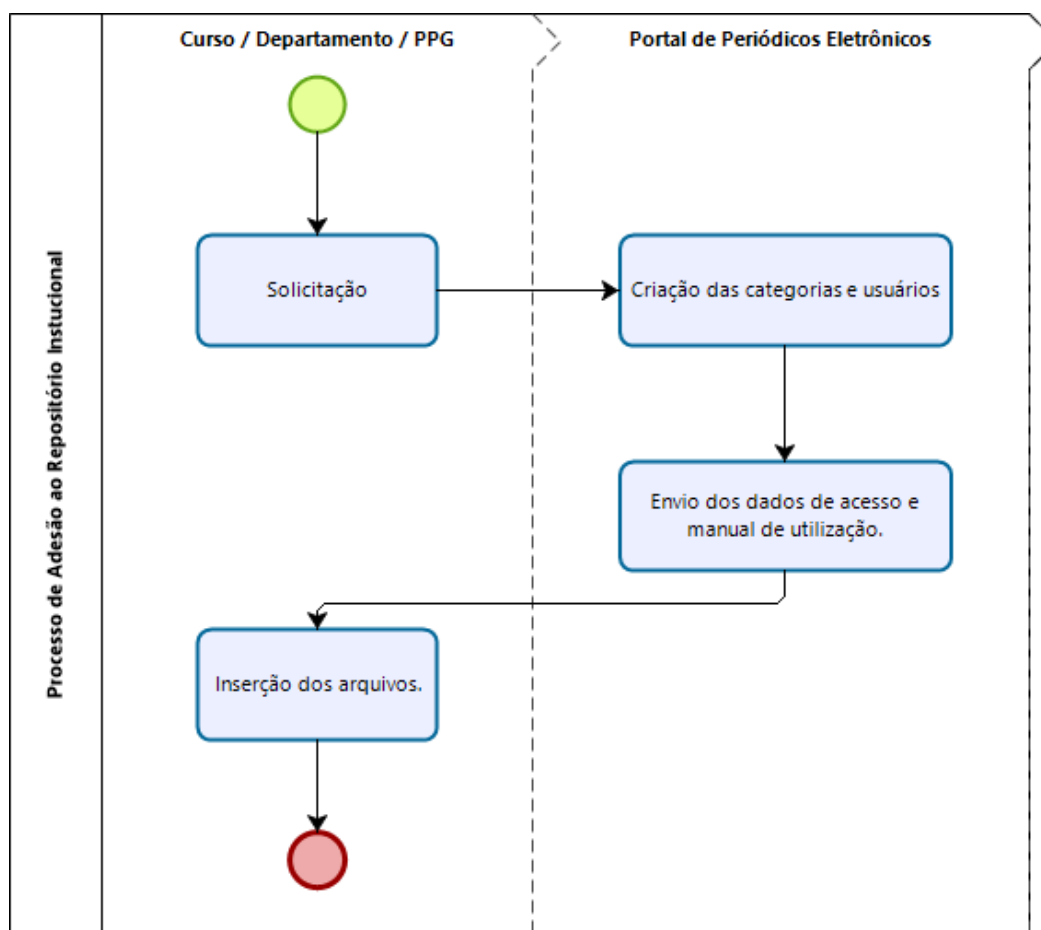 Processo de Adesão ao Repositório Instucional
Curso / Departamento / PPG
Portal de Periódicos Eletrônicos
Solicitação
Criação das categorias e usuários
Envio dos dados de acesso e
manual de utilização.
Inserção dos arquivos.